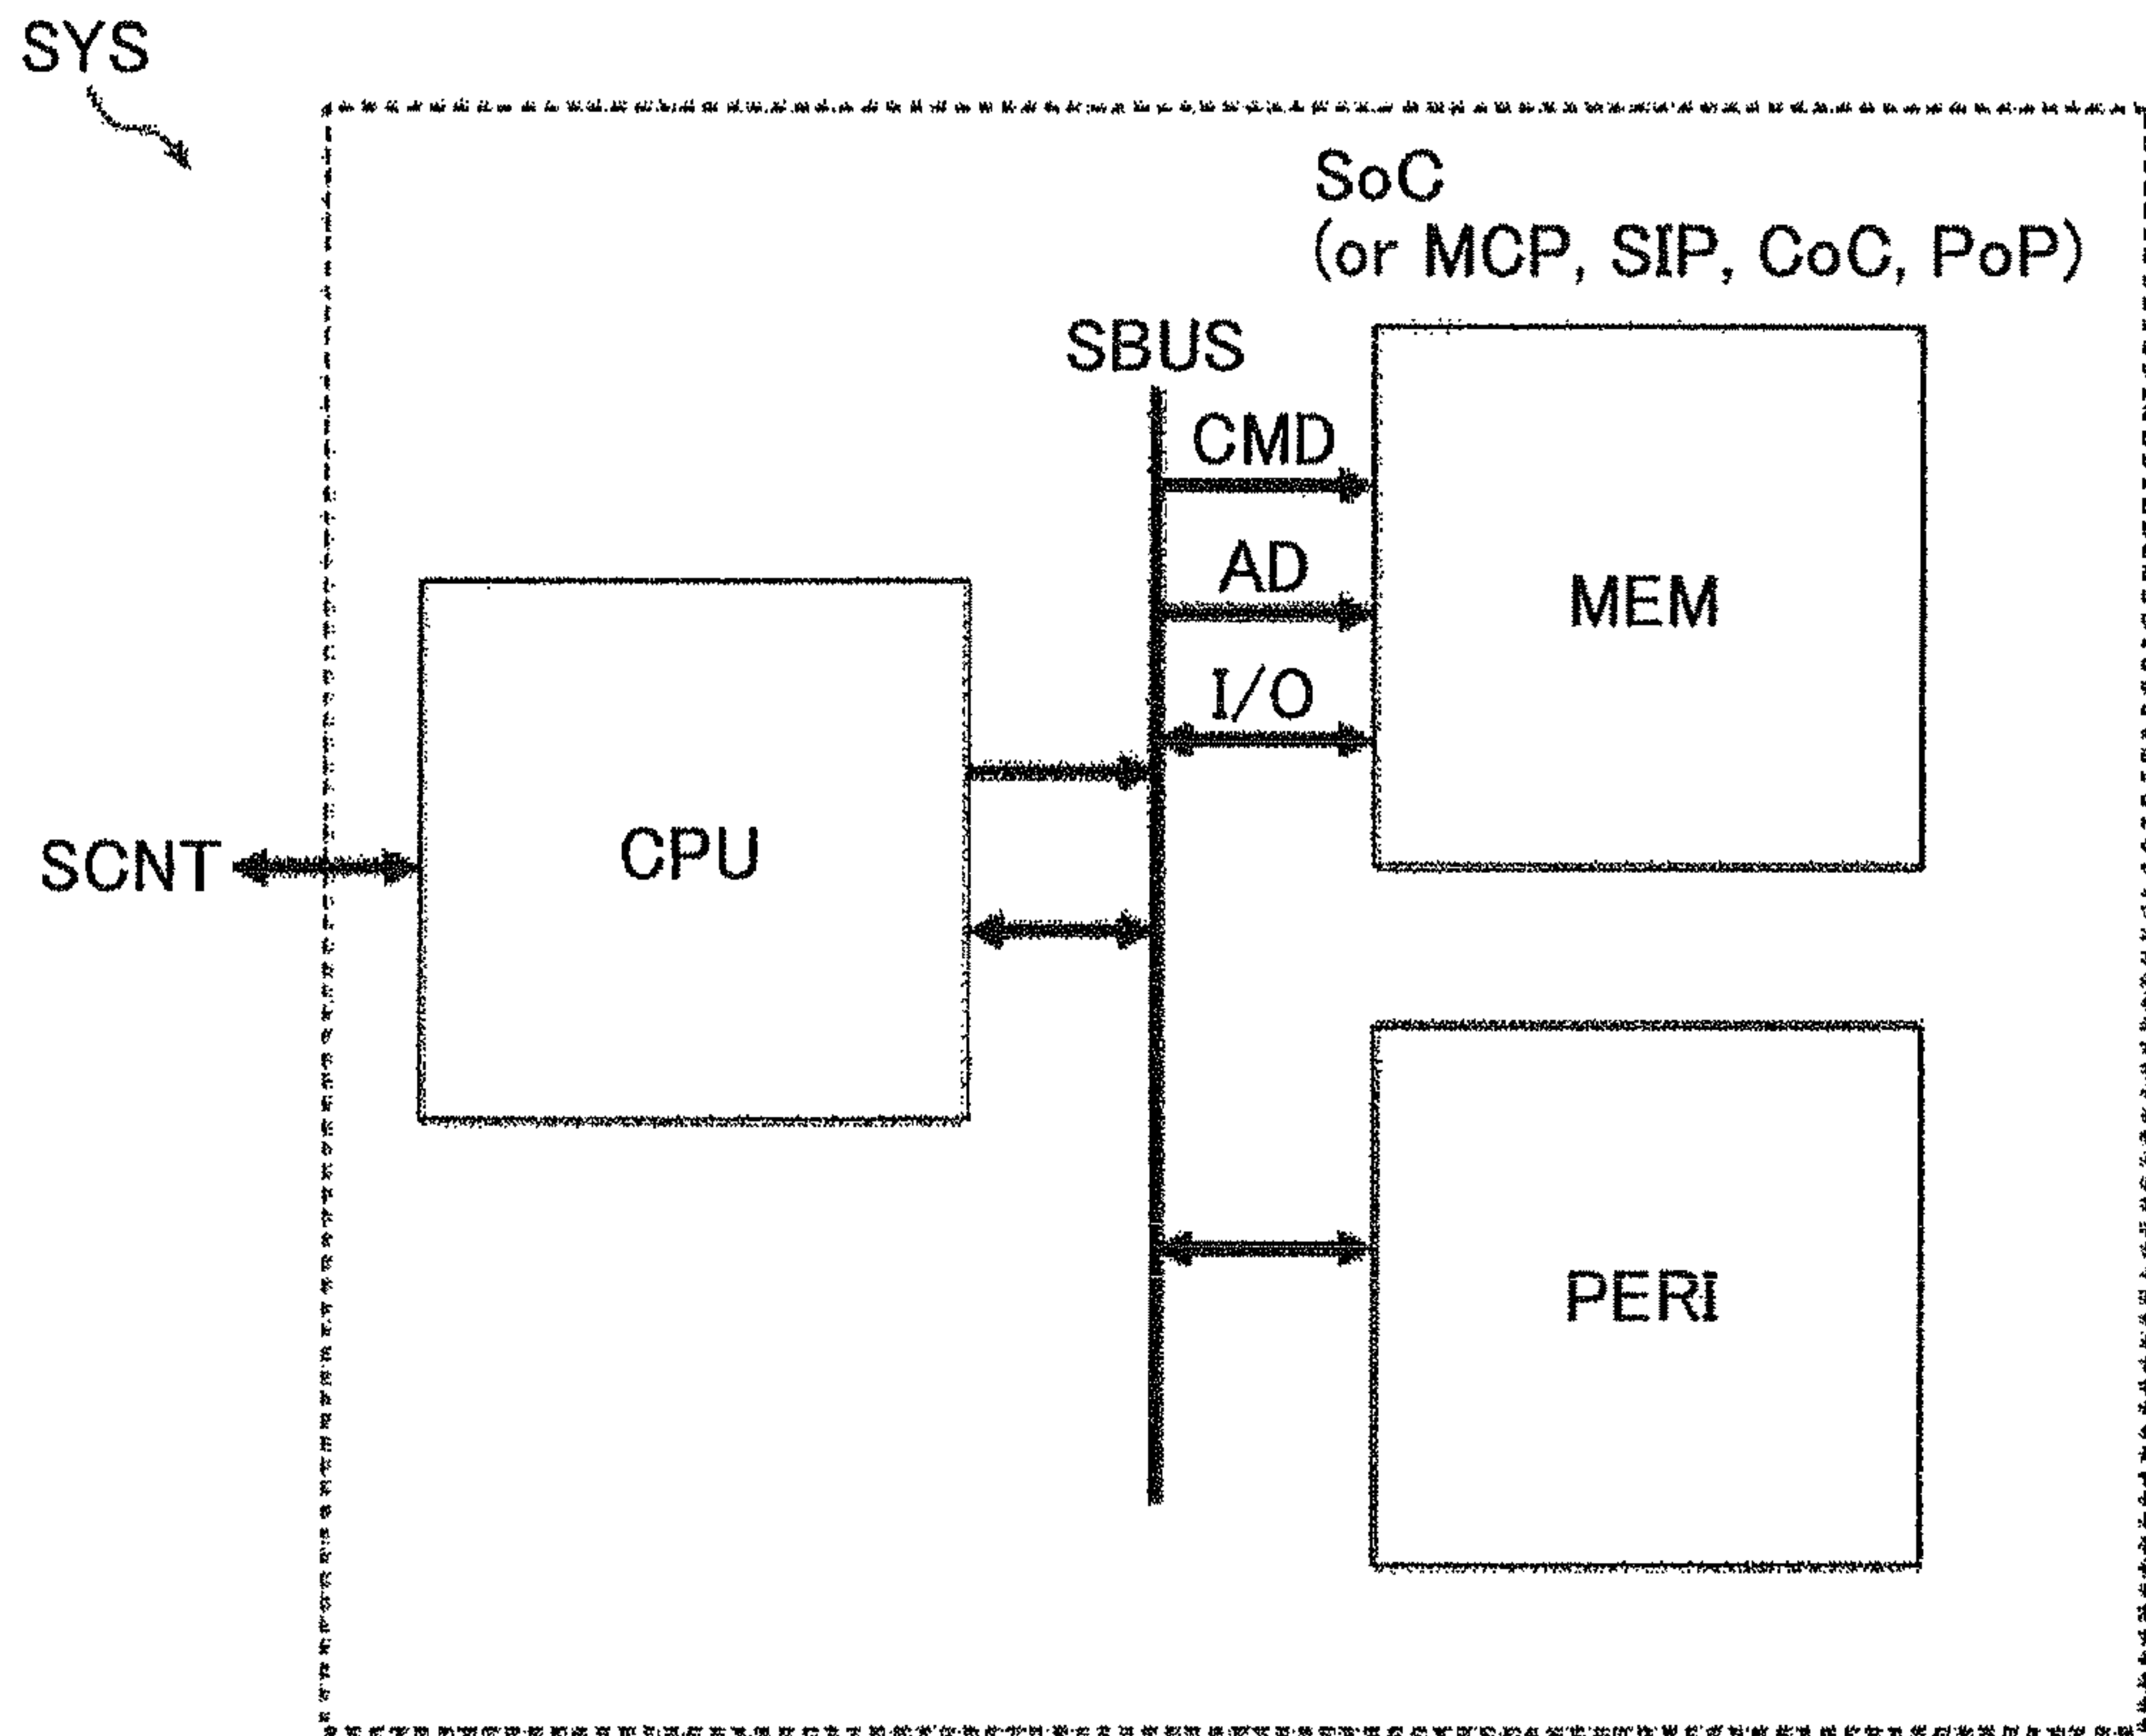 SYS
SoC
(or MCP, SIP, CoC, PoP)
SBUS
CMD
AD
MEM
I/O
CPU
SCNT
PERI